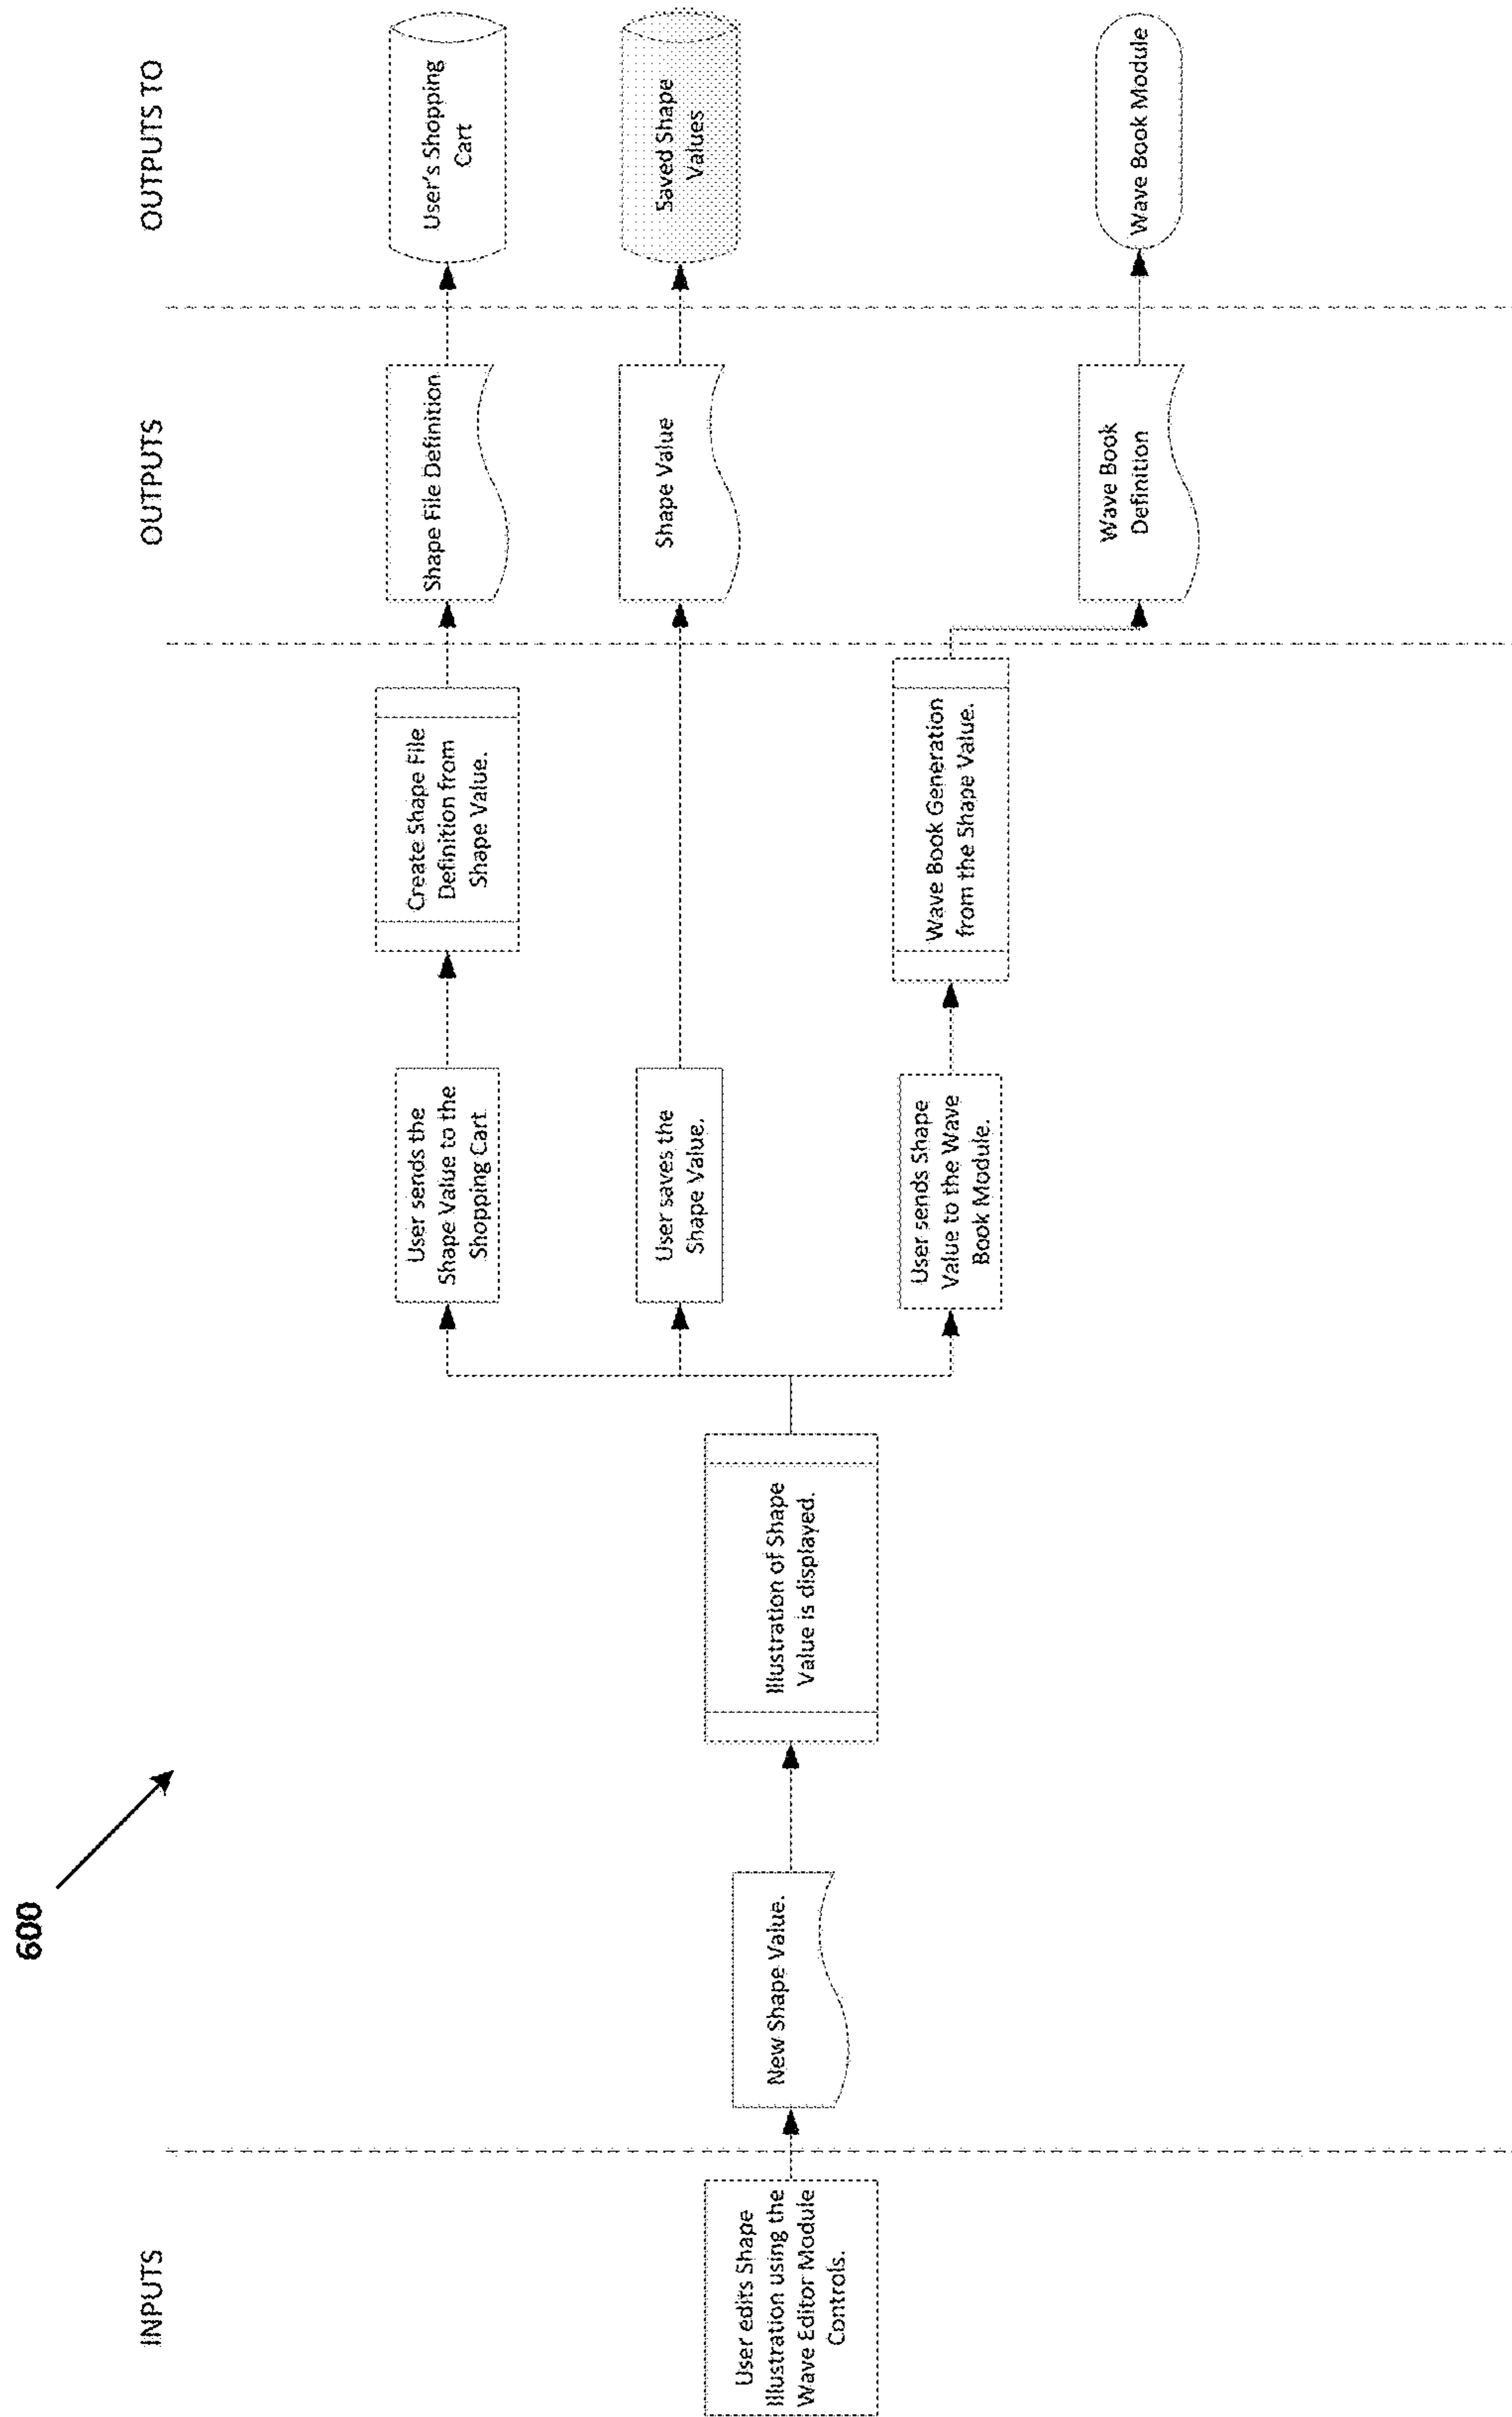 600
INPUTS
OUTPUTS
OUTPUTS TO
User edits Shape
Illustration using the
Wave Editor Module
Controls.
New Shape Value.
Illustration of Shape
Value is displayed.
User sends the
Shape Value to the
Shopping Cart.
Create Shape File
Definition from
Shape Value.
Shape File Definition
User's Shopping
Cart
User saves the
Shape Value.
Shape Value
Saved Shape
Values
User sends Shape
Value to the Wave
Book Module.
Wave Book Generation
from the Shape Value.
Wave Book
Definition
Wave Book Module